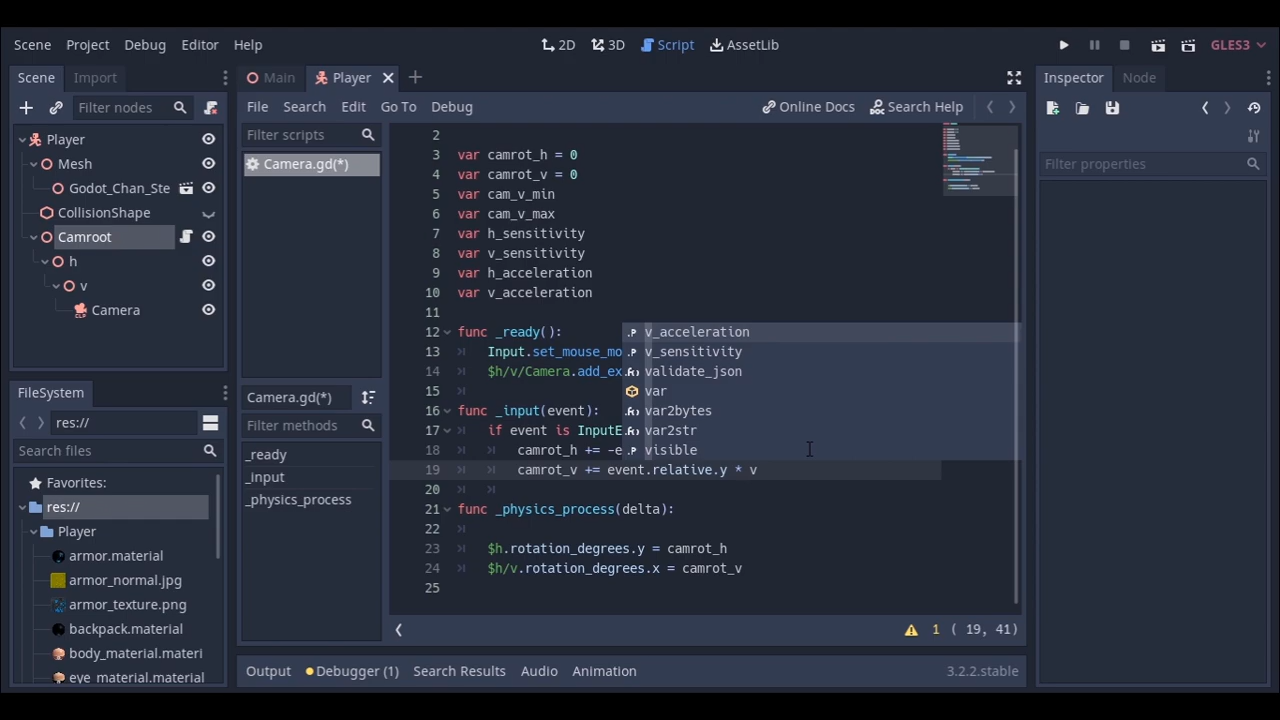 Scene Project Debug Editor Help 2D 3D Script AssetLib GLES3
Scene Import
Filter nodes
Player
Mesh
Godot_Chan_Ste
CollisionShape
Camroot
h
v
Camera
FileSystem
res://
Search files
Favorites:
res://
Player
armor.material
armor_normal.jpg
armor_texture.png
backpack.material
body_material.materi
eye_material.material
Main Player
File Search Edit Go To Debug Online Docs Search Help
Filter scripts
Camera.gd(*)
Camera.gd(*)
Filter methods
_ready
_input
_physics_process
2
3 var camrot_h = 0
4 var camrot_v = 0
5 var cam_v_min
6 var cam_v_max
7 var h_sensitivity
8 var v_sensitivity
9 var h_acceleration
10 var v_acceleration
11
12 func _ready():
13 Input.set_mouse_mo
14 $h/v/Camera.add_ex
15
16 func _input(event):
17 if event is InputE
18 camrot_h += -e
19 camrot_v += event.relative.y * v
20
21 func _physics_process(delta):
22
23 $h.rotation_degrees.y = camrot_h
24 $h/v.rotation_degrees.x = camrot_v
25
v_acceleration
v_sensitivity
validate_json
var
var2bytes
var2str
visible
1 ( 19, 41)
Output Debugger (1) Search Results Audio Animation 3.2.2.stable
Inspector Node
Filter properties